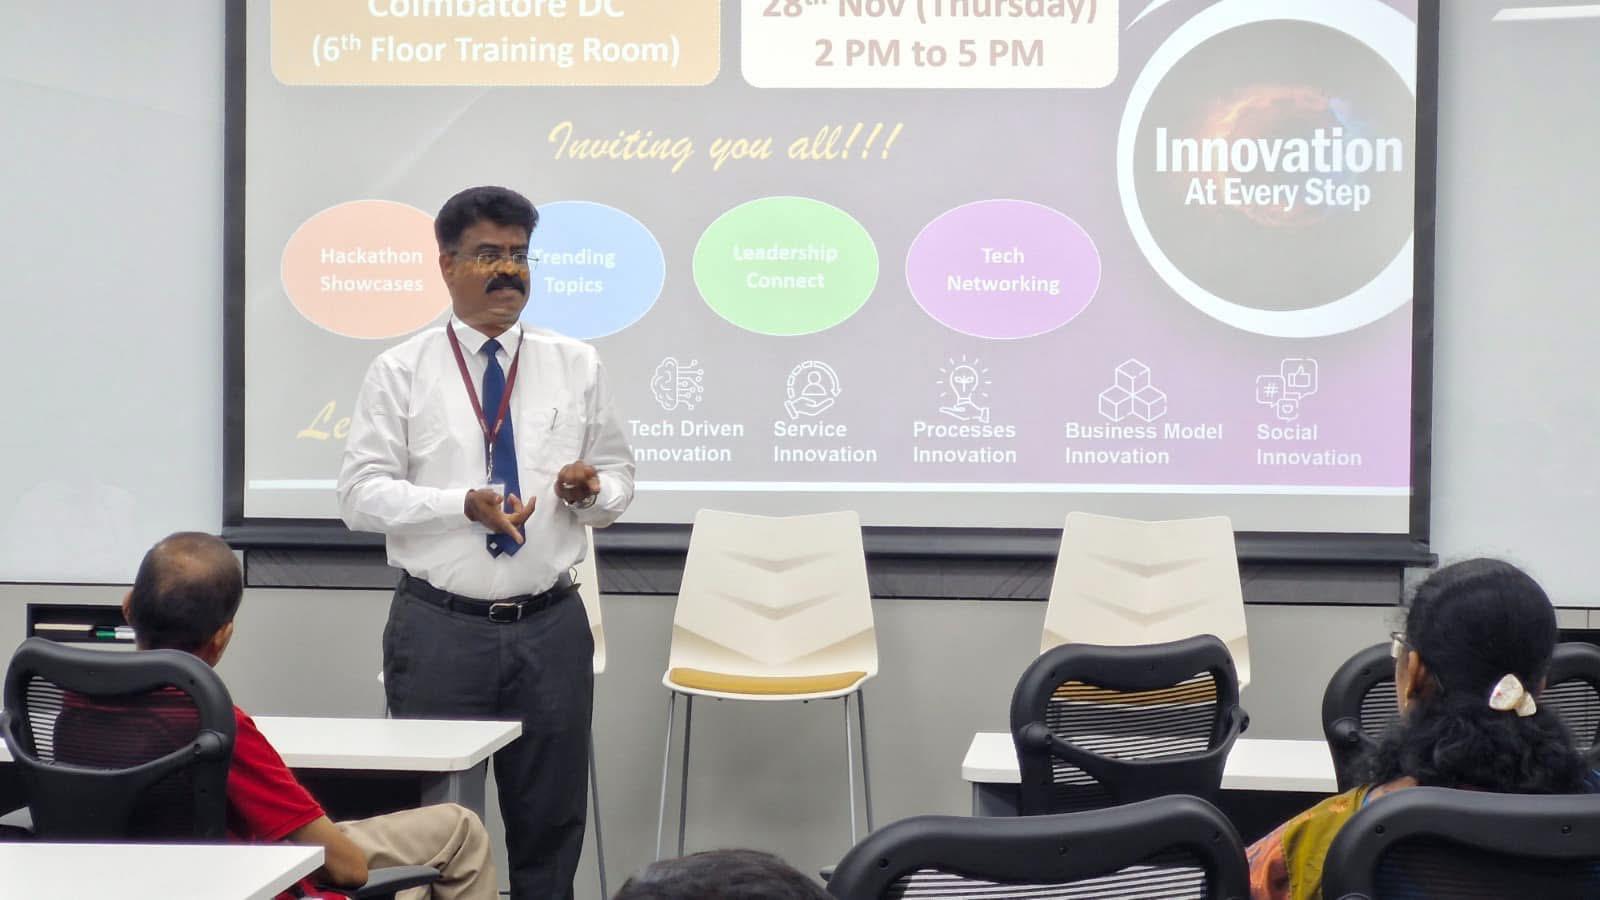 Coimbatore DC
(6th Floor Training Room)
28th Nov (Thursday)
2 PM to 5 PM
Inviting you all!!!
Innovation
At Every Step
Hackathon
Showcases
Trending
Topics
Leadership
Connect
Tech
Networking
Tech Driven
Innovation
Service
Innovation
Processes
Innovation
Business Model
Innovation
Social
Innovation
#